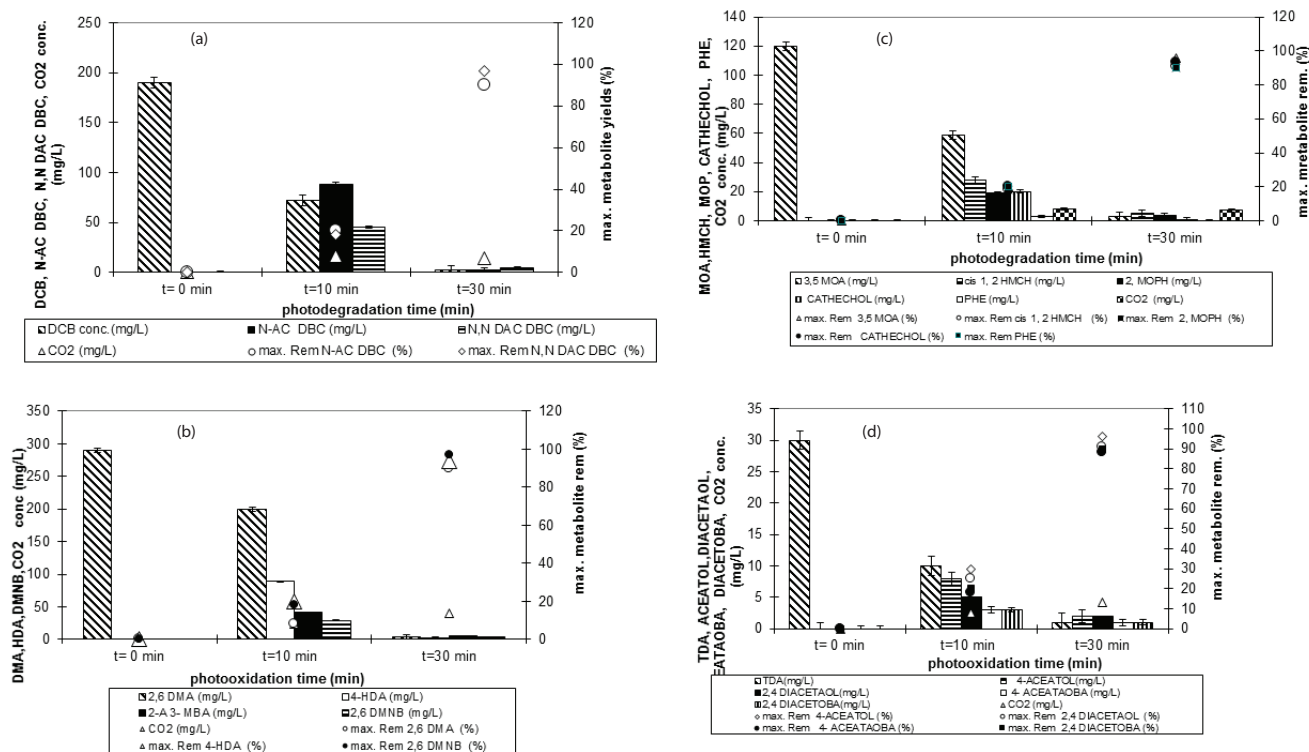 (a)
DCB, N-AC DBC, N,N DAC DBC, CO2 conc.
(mg/L)
250
200
150
100
50
0
120
100
80
60
40
20
0
max. metabolite yields (%)
t= 0 min
t=10 min
t=30 min
photodegradation time (min)
DCB conc.(mg/L)
N-AC DBC (mg/L)
N,N DAC DBC (mg/L)
CO2 (mg/L)
max. Rem N-AC DBC (%)
max. Rem N,N DAC DBC (%)
(c)
MOA,HMCH, MOP, CATHECHOL, PHE,
CO2 conc. (mg/L)
140
120
100
80
60
40
20
0
120
100
80
60
40
20
0
max. mretabolite rem. (%)
t= 0 min
t=10 min
t=30 min
photodegradation time (min)
3,5 MOA (mg/L)
cis 1, 2 HMCH (mg/L)
2, MOPH (mg/L)
CATHECHOL (mg/L)
PHE (mg/L)
CO2 (mg/L)
max. Rem 3,5 MOA (%)
max. Rem cis 1, 2 HMCH (%)
max. Rem 2, MOPH (%)
max. Rem CATHECHOL (%)
max. Rem PHE (%)
(b)
DMA,HDA,DMNB,CO2 conc (mg/L)
350
300
250
200
150
100
50
0
120
100
80
60
40
20
0
max. metabolite rem (%)
t= 0 min
t=10 min
t=30 min
photooxidation time (min)
2,6 DMA (mg/L)
4-HDA (mg/L)
2-A 3- MBA (mg/L)
2,6 DMNB (mg/L)
CO2 (mg/L)
max. Rem 2,6 DMA (%)
max. Rem 4-HDA (%)
max. Rem 2,6 DMNB (%)
(d)
TDA, ACEATOL,DIACETAOL,
EATAOBA, DIACETOBA, CO2 conc.
(mg/L)
35
30
25
20
15
10
5
0
110
100
90
80
70
60
50
40
30
20
10
0
max. metabolite rem. (%)
t= 0 min
t=10 min
t=30 min
photooxidation time (min)
TDA(mg/L)
4-ACEATOL (mg/L)
2,4 DIACETAOL(mg/L)
4- ACEATAOBA (mg/L)
2,4 DIACETOBA (mg/L)
CO2 (mg/L)
max. Rem 4-ACEATOL (%)
max. Rem 2,4 DIACETAOL (%)
max. Rem 4- ACEATAOBA (%)
max. Rem 2,4 DIACETOBA (%)